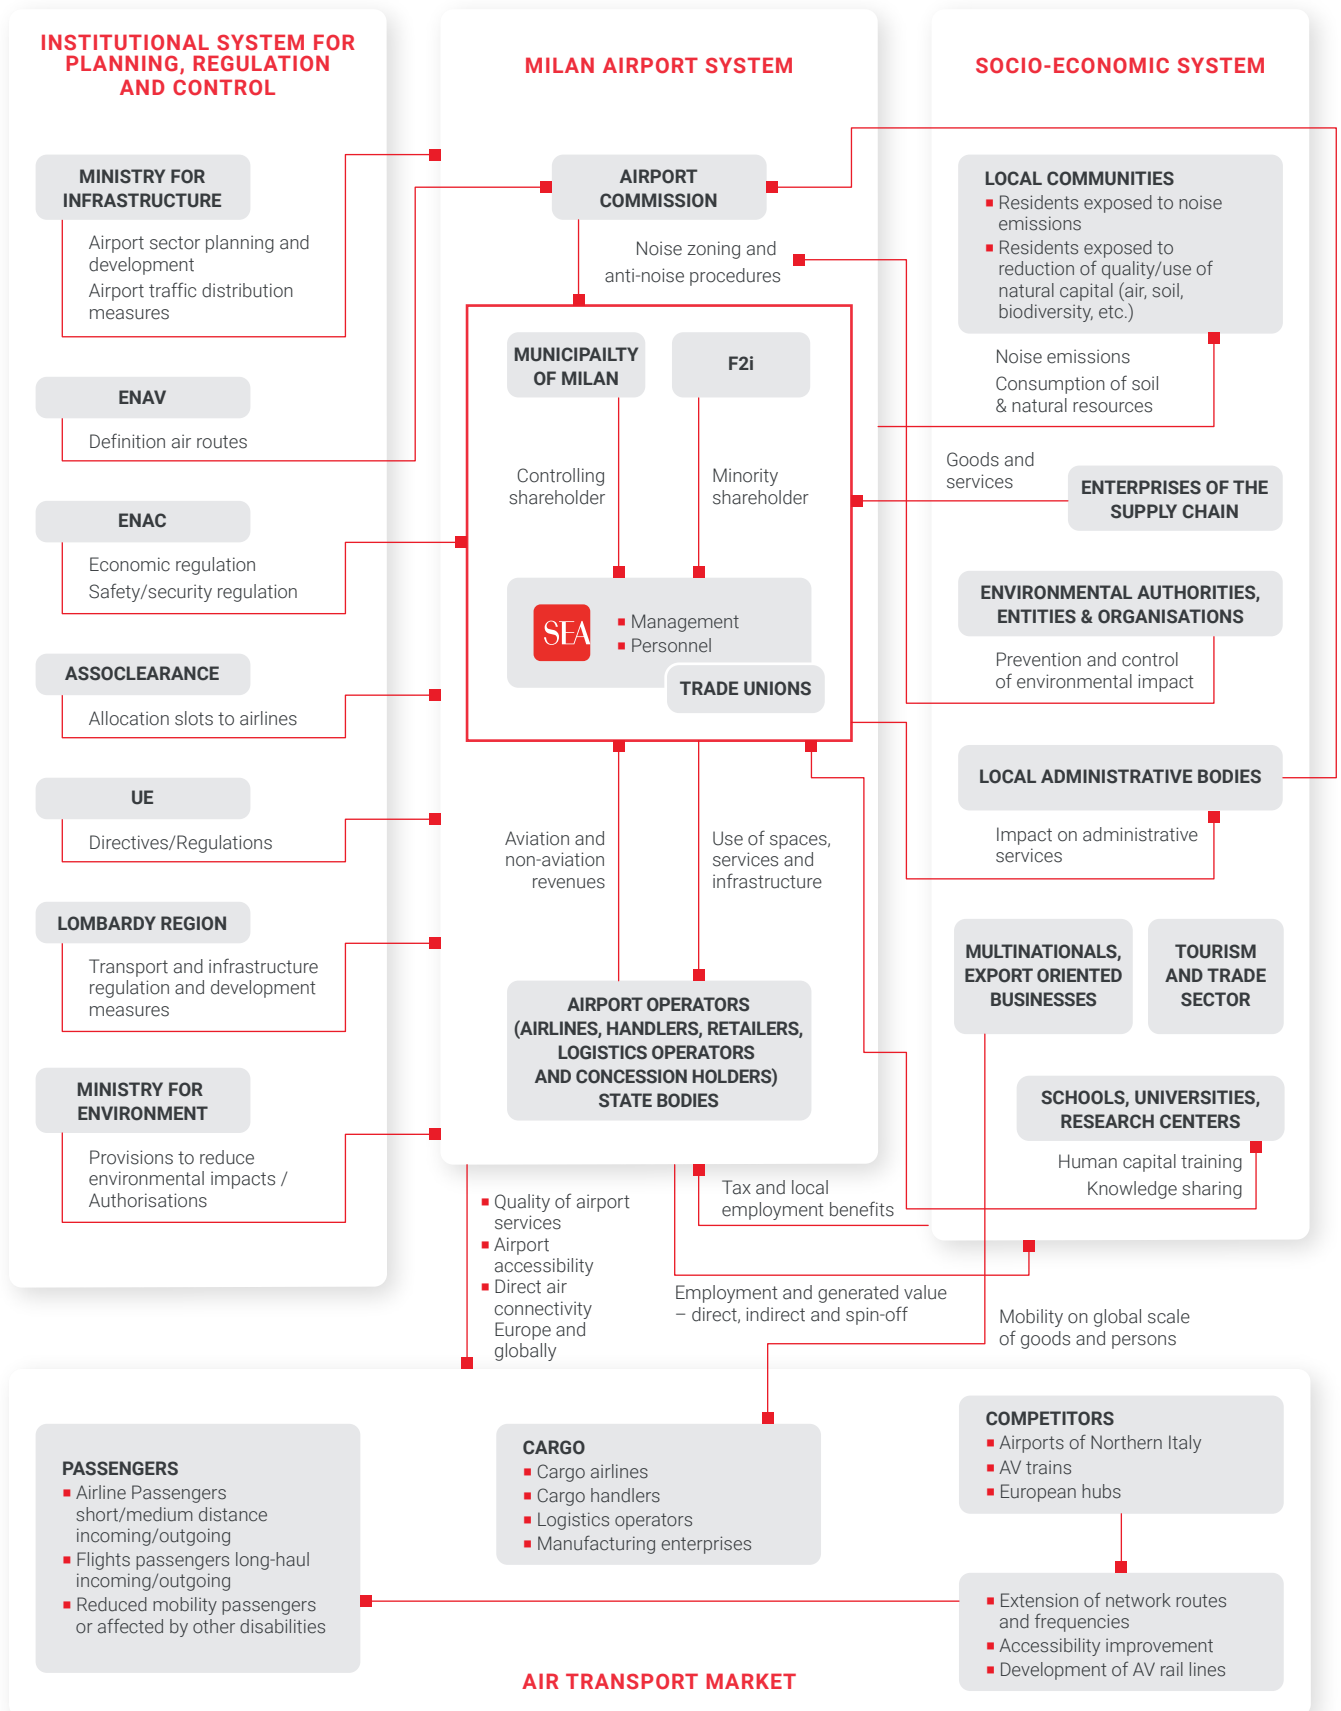 INSTITUTIONAL SYSTEM FOR
PLANNING, REGULATION
AND CONTROL
MINISTRY FOR
INFRASTRUCTURE
Airport sector planning and
development
Airport traffic distribution
measures
ENAV
Definition air routes
ENAC
Economic regulation
Safety/security regulation
ASSOCLEARANCE
Allocation slots to airlines
UE
Directives/Regulations
LOMBARDY REGION
Transport and infrastructure
regulation and development
measures
MINISTRY FOR
ENVIRONMENT
Provisions to reduce
environmental impacts /
Authorisations
MILAN AIRPORT SYSTEM
AIRPORT
COMMISSION
Noise zoning and
anti-noise procedures
MUNICIPAILTY
OF MILAN
F2i
Controlling
shareholder
Minority
shareholder
SEA
Management
Personnel
TRADE UNIONS
Aviation and
non-aviation
revenues
Use of spaces,
services and
infrastructure
AIRPORT OPERATORS
(AIRLINES, HANDLERS, RETAILERS,
LOGISTICS OPERATORS
AND CONCESSION HOLDERS)
STATE BODIES
SOCIO-ECONOMIC SYSTEM
LOCAL COMMUNITIES
Residents exposed to noise
emissions
Residents exposed to
reduction of quality/use of
natural capital (air, soil,
biodiversity, etc.)
Noise emissions
Consumption of soil
& natural resources
Goods and
services
ENTERPRISES OF THE
SUPPLY CHAIN
ENVIRONMENTAL AUTHORITIES,
ENTITIES & ORGANISATIONS
Prevention and control
of environmental impact
LOCAL ADMINISTRATIVE BODIES
Impact on administrative
services
MULTINATIONALS,
EXPORT ORIENTED
BUSINESSES
TOURISM
AND TRADE
SECTOR
SCHOOLS, UNIVERSITIES,
RESEARCH CENTERS
Human capital training
Knowledge sharing
Quality of airport
services
Airport
accessibility
Direct air
connectivity
Europe and
globally
Tax and local
employment benefits
Employment and generated value
– direct, indirect and spin-off
Mobility on global scale
of goods and persons
PASSENGERS
Airline Passengers
short/medium distance
incoming/outgoing
Flights passengers long-haul
incoming/outgoing
Reduced mobility passengers
or affected by other disabilities
CARGO
Cargo airlines
Cargo handlers
Logistics operators
Manufacturing enterprises
COMPETITORS
Airports of Northern Italy
AV trains
European hubs
Extension of network routes
and frequencies
Accessibility improvement
Development of AV rail lines
AIR TRANSPORT MARKET